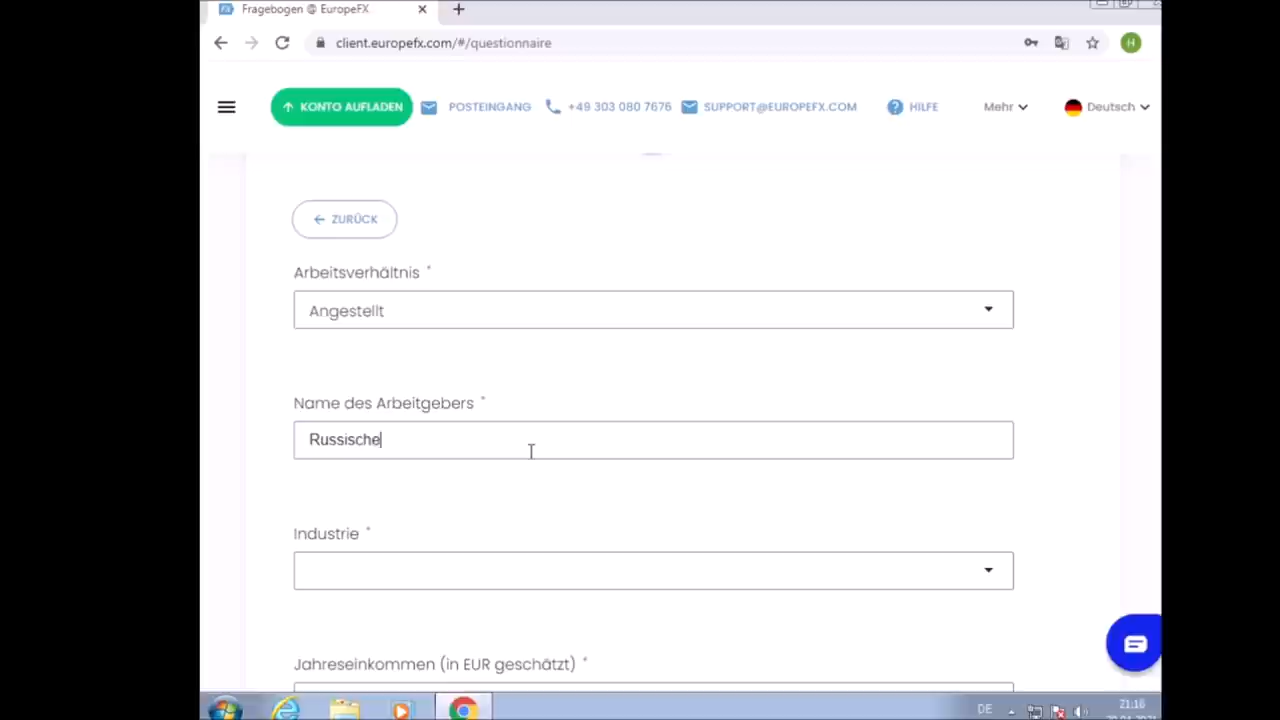 Fragebogen @ EuropeFX
client.europefx.com/#/questionnaire
H
KONTO AUFLADEN
POSTEINGANG
+49 303 080 7676
SUPPORT@EUROPEFX.COM
HILFE
Mehr
Deutsch
ZURÜCK
Arbeitsverhältnis *
Angestellt
Name des Arbeitgebers *
Russische
Industrie *
Jahreseinkommen (in EUR geschätzt) *
DE
21:16